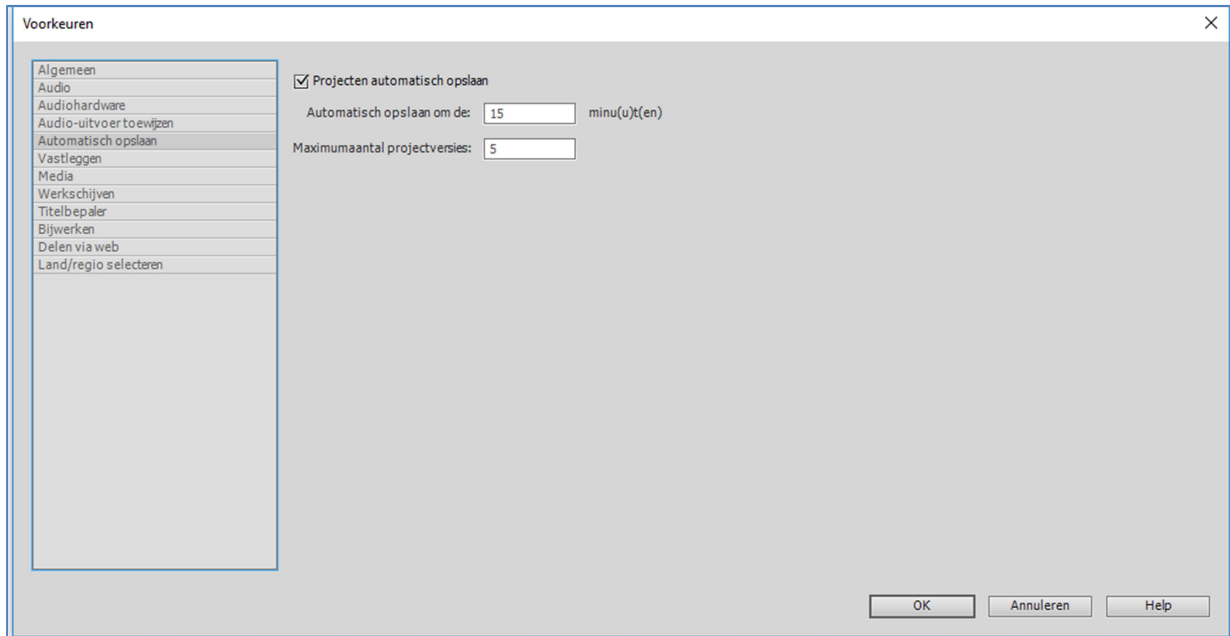 Voorkeuren
Algemeen
Audio
Audiohardware
Audio-uitvoer toewijzen
Automatisch opslaan
Vastleggen
Media
Werkschijven
Titelbepaler
Bijwerken
Delen via web
Land/regio selecteren
Projecten automatisch opslaan
Automatisch opslaan om de: 15 minu(u)t(en)
Maximumaantal projectversies: 5
OK Annuleren Help